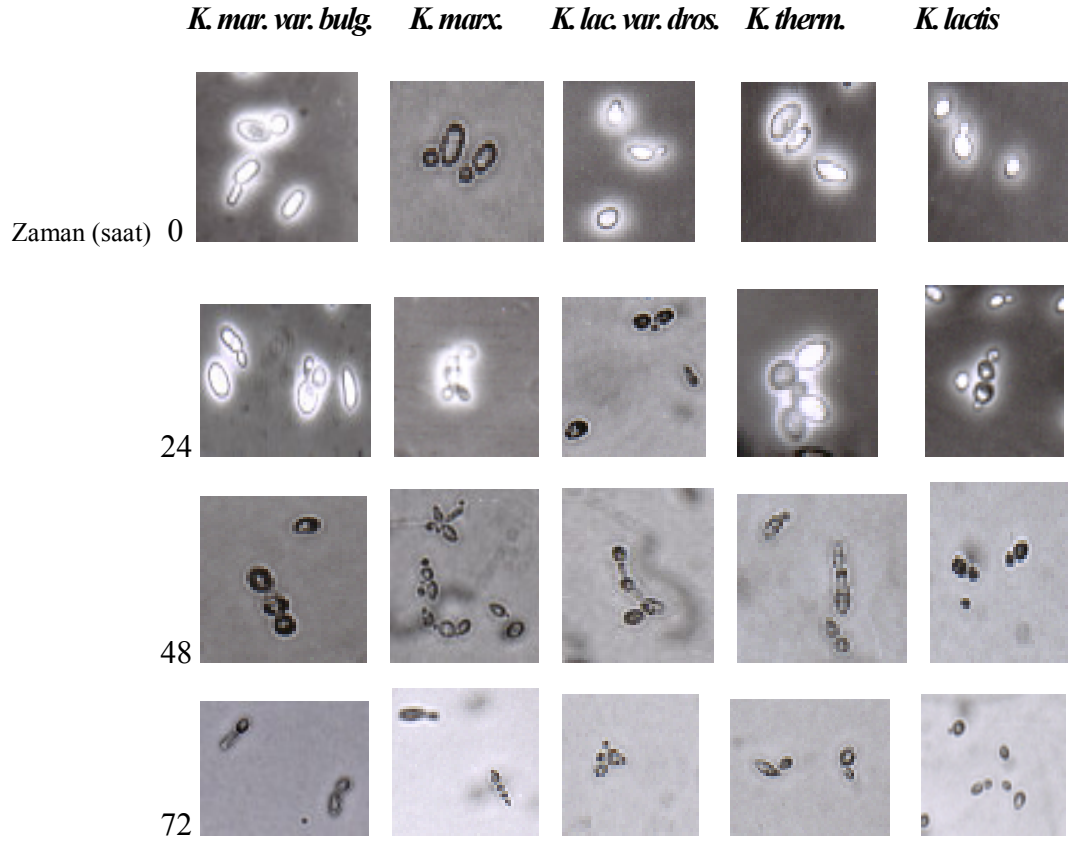 K. mar. var. bulg. K. marx. K. lac. var. dros. K. therm. K. lactis
Zaman (saat) 0
24
48
72